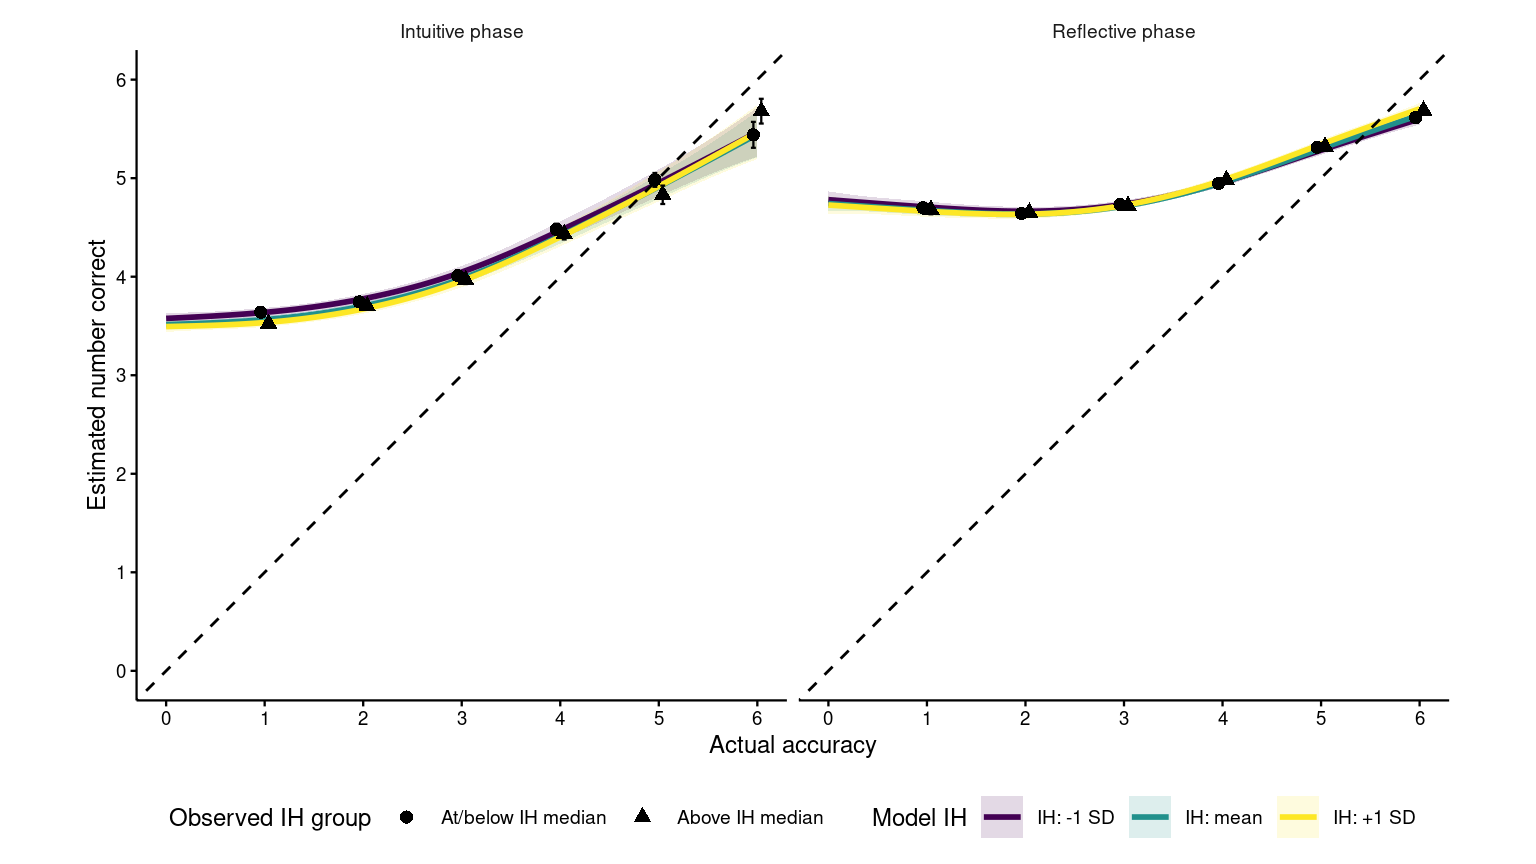 Intuitive phase
Reflective phase
Estimated number correct
6
5
4
3
2
1
0
0 1 2 3 4 5 6
0 1 2 3 4 5 6
Actual accuracy
Observed IH group At/below IH median Above IH median Model IH IH: -1 SD IH: mean IH: +1 SD